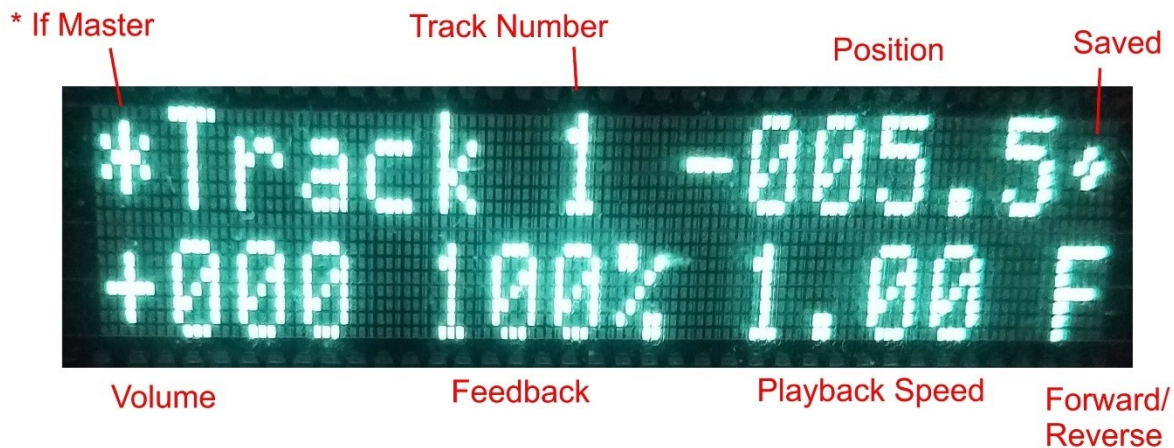 * If Master
Track Number
Position
Saved
*Track 1 -005.5
+000 100% 1.00 F
Volume
Feedback
Playback Speed
Forward/
Reverse